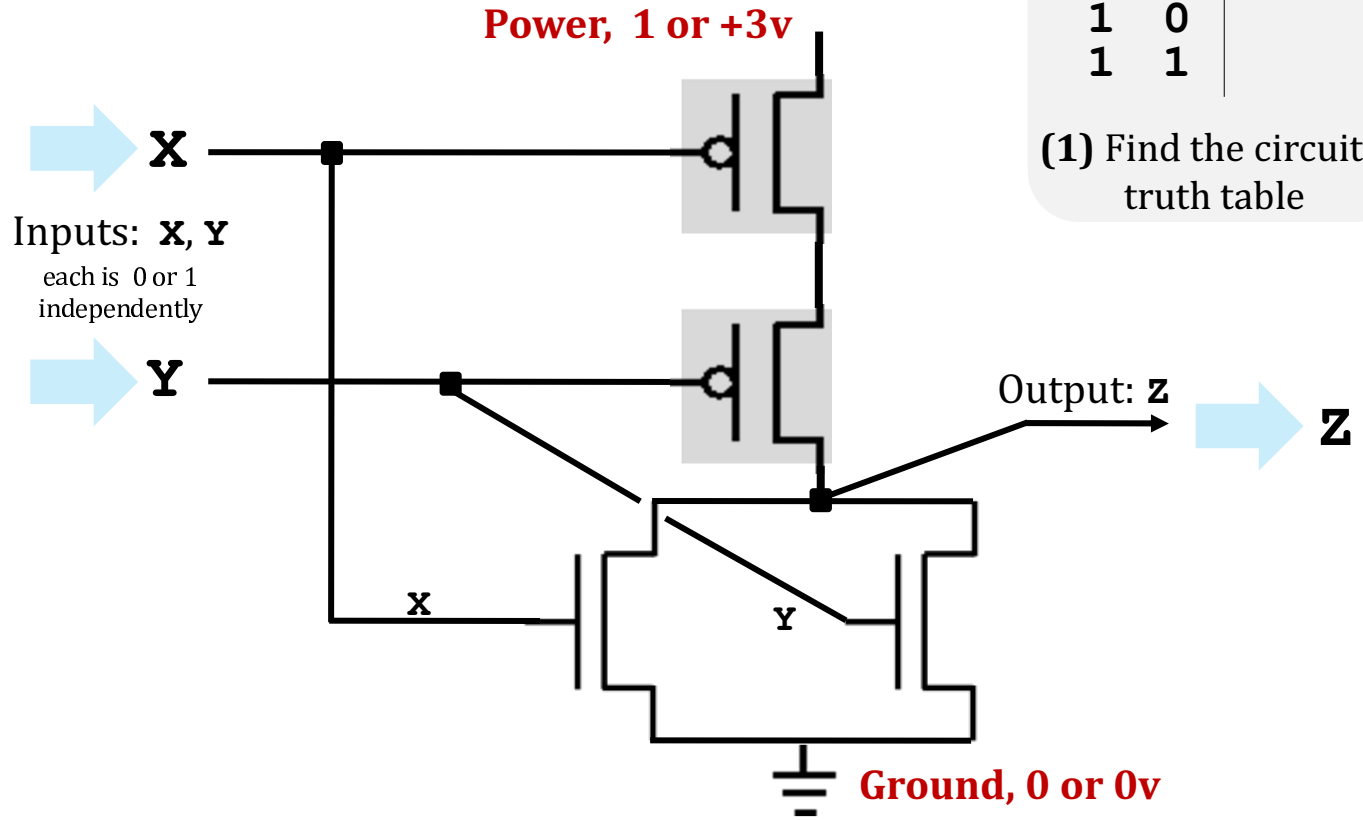 Power, 1 or +3v
1 0
1 1
(1) Find the circuit
truth table
X
Inputs: X, Y
each is 0 or 1
independently
Y
Output: Z
Z
X
Y
Ground, 0 or 0v